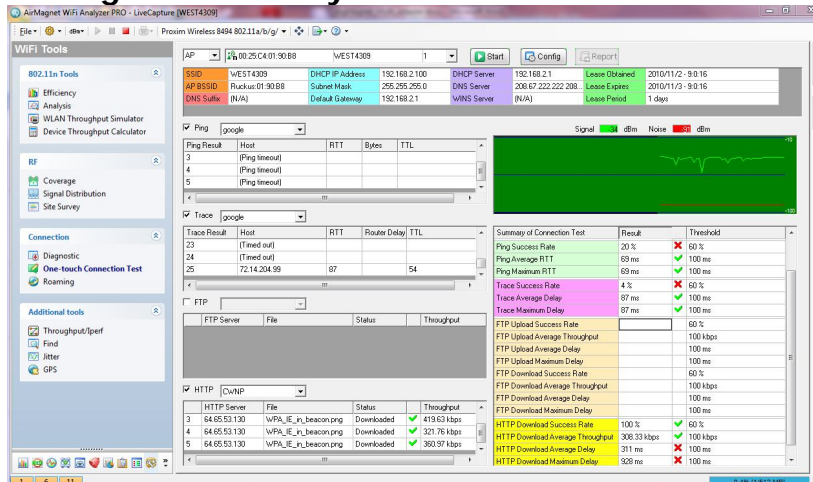 AirMagnet WiFi Analyzer PRO - LiveCapture [WEST4309]
File dBm Proxim Wireless 8494 802.11a/b/g/
WiFi Tools
802.11n Tools
Efficiency
Analysis
WLAN Throughput Simulator
Device Throughput Calculator
RF
Coverage
Signal Distribution
Site Survey
Connection
Diagnostic
One-touch Connection Test
Roaming
Additional tools
Throughput/Iperf
Find
Jitter
GPS
AP 00:25:C4:01:90:B8 WEST4309 1 Start Config Report
SSID WEST4309 DHCP IP Address 192.168.2.100 DHCP Server 192.168.2.1 Lease Obtained 2010/11/2 - 9:0:16
AP BSSID Ruckus:01:90:B8 Subnet Mask 255.255.255.0 DNS Server 208.67.222.222 208... Lease Expires 2010/11/3 - 9:0:16
DNS Suffix (N/A) Default Gateway 192.168.2.1 WINS Server (N/A) Lease Period 1 days
Ping google
Ping Result Host RTT Bytes TTL
3 (Ping timeout)
4 (Ping timeout)
5 (Ping timeout)
Trace google
Trace Result Host RTT Router Delay TTL
23 (Timed out)
24 (Timed out)
25 72.14.204.99 87 54
FTP
FTP Server File Status Throughput
HTTP CWNP
HTTP Server File Status Throughput
3 64.65.53.130 WPA_IE_in_beacon.png Downloaded 419.63 kbps
4 64.65.53.130 WPA_IE_in_beacon.png Downloaded 321.76 kbps
5 64.65.53.130 WPA_IE_in_beacon.png Downloaded 360.97 kbps
Signal -34 dBm Noise -91 dBm
-10
-100
Summary of Connection Test Result Threshold
Ping Success Rate 20 % 60 %
Ping Average RTT 69 ms 100 ms
Ping Maximum RTT 69 ms 100 ms
Trace Success Rate 4 % 60 %
Trace Average Delay 87 ms 100 ms
Trace Maximum Delay 87 ms 100 ms
FTP Upload Success Rate 60 %
FTP Upload Average Throughput 100 kbps
FTP Upload Average Delay 100 ms
FTP Upload Maximum Delay 100 ms
FTP Download Success Rate 60 %
FTP Download Average Throughput 100 kbps
FTP Download Average Delay 100 ms
FTP Download Maximum Delay 100 ms
HTTP Download Success Rate 100 % 60 %
HTTP Download Average Throughput 308.33 kbps 100 kbps
HTTP Download Average Delay 311 ms 100 ms
HTTP Download Maximum Delay 928 ms 100 ms
1 6 11